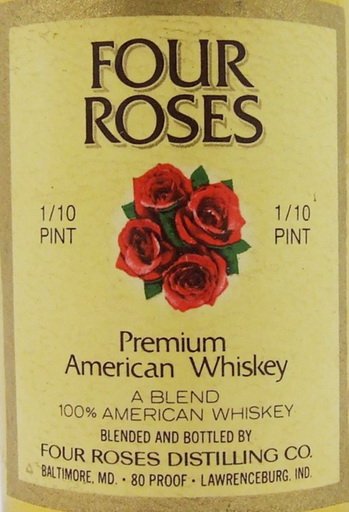 FOUR
ROSES
1/10 PINT
1/10 PINT
Premium
American Whiskey
A BLEND
100% AMERICAN WHISKEY
BLENDED AND BOTTLED BY
FOUR ROSES DISTILLING CO.
BALTIMORE, MD. • 80 PROOF • LAWRENCEBURG, IND.